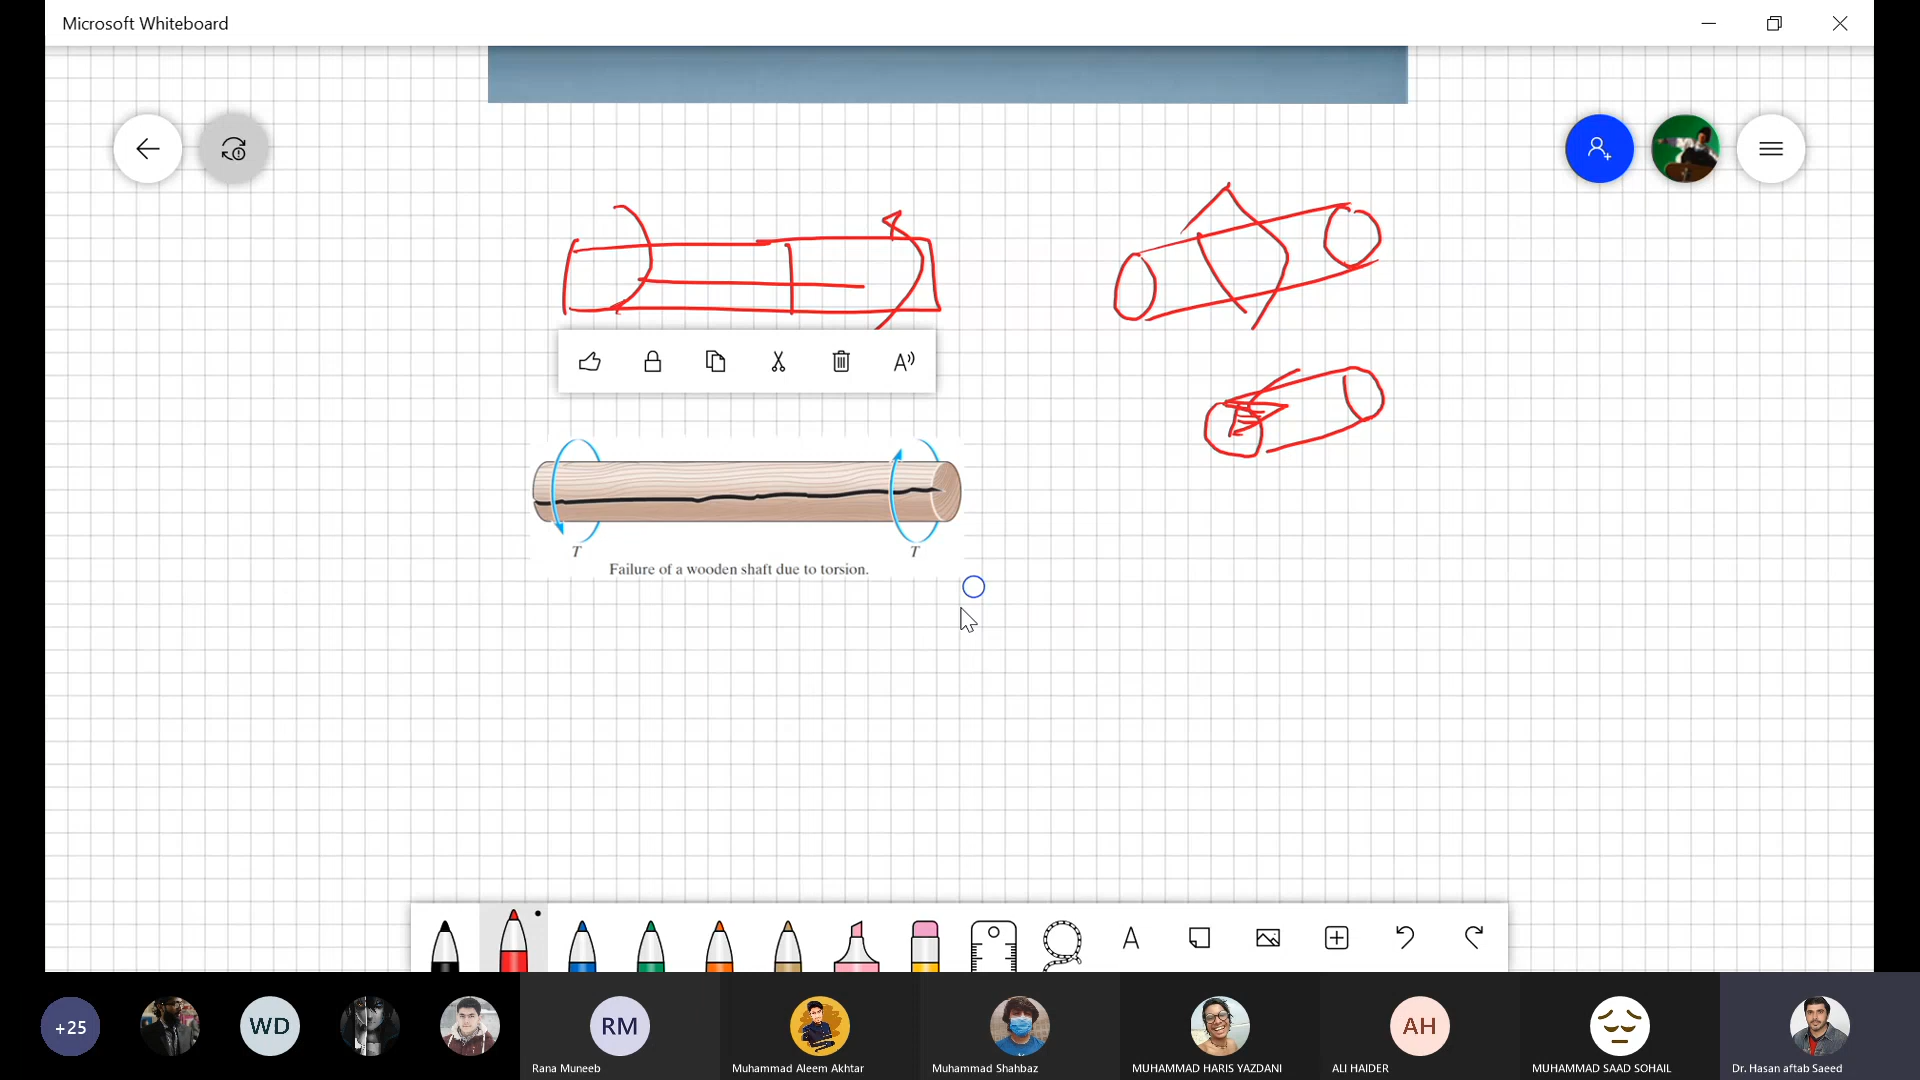 Microsoft Whiteboard
T
T
Failure of a wooden shaft due to torsion.
A
+25
WD
RM
AH
Rana Muneeb
Muhammad Aleem Akhtar
Muhammad Shahbaz
MUHAMMAD HARIS YAZDANI
ALI HAIDER
MUHAMMAD SAAD SOHAIL
Dr. Hasan aftab Saeed